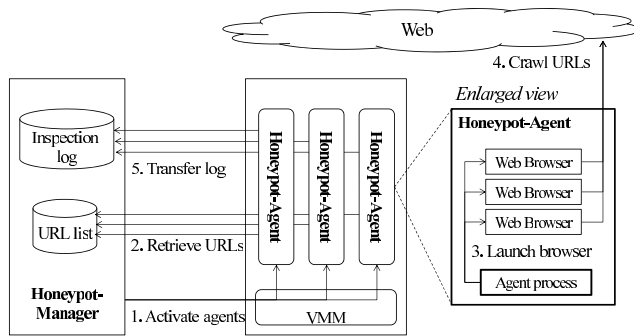 Web
4. Crawl URLs
Enlarged view
Honeypot-Agent
Inspection
log
5. Transfer log
Honeypot-Agent
Honeypot-Agent
Honeypot-Agent
Web Browser
Web Browser
Web Browser
URL list
2. Retrieve URLs
3. Launch browser
Agent process
Honeypot-
Manager
1. Activate agents
VMM